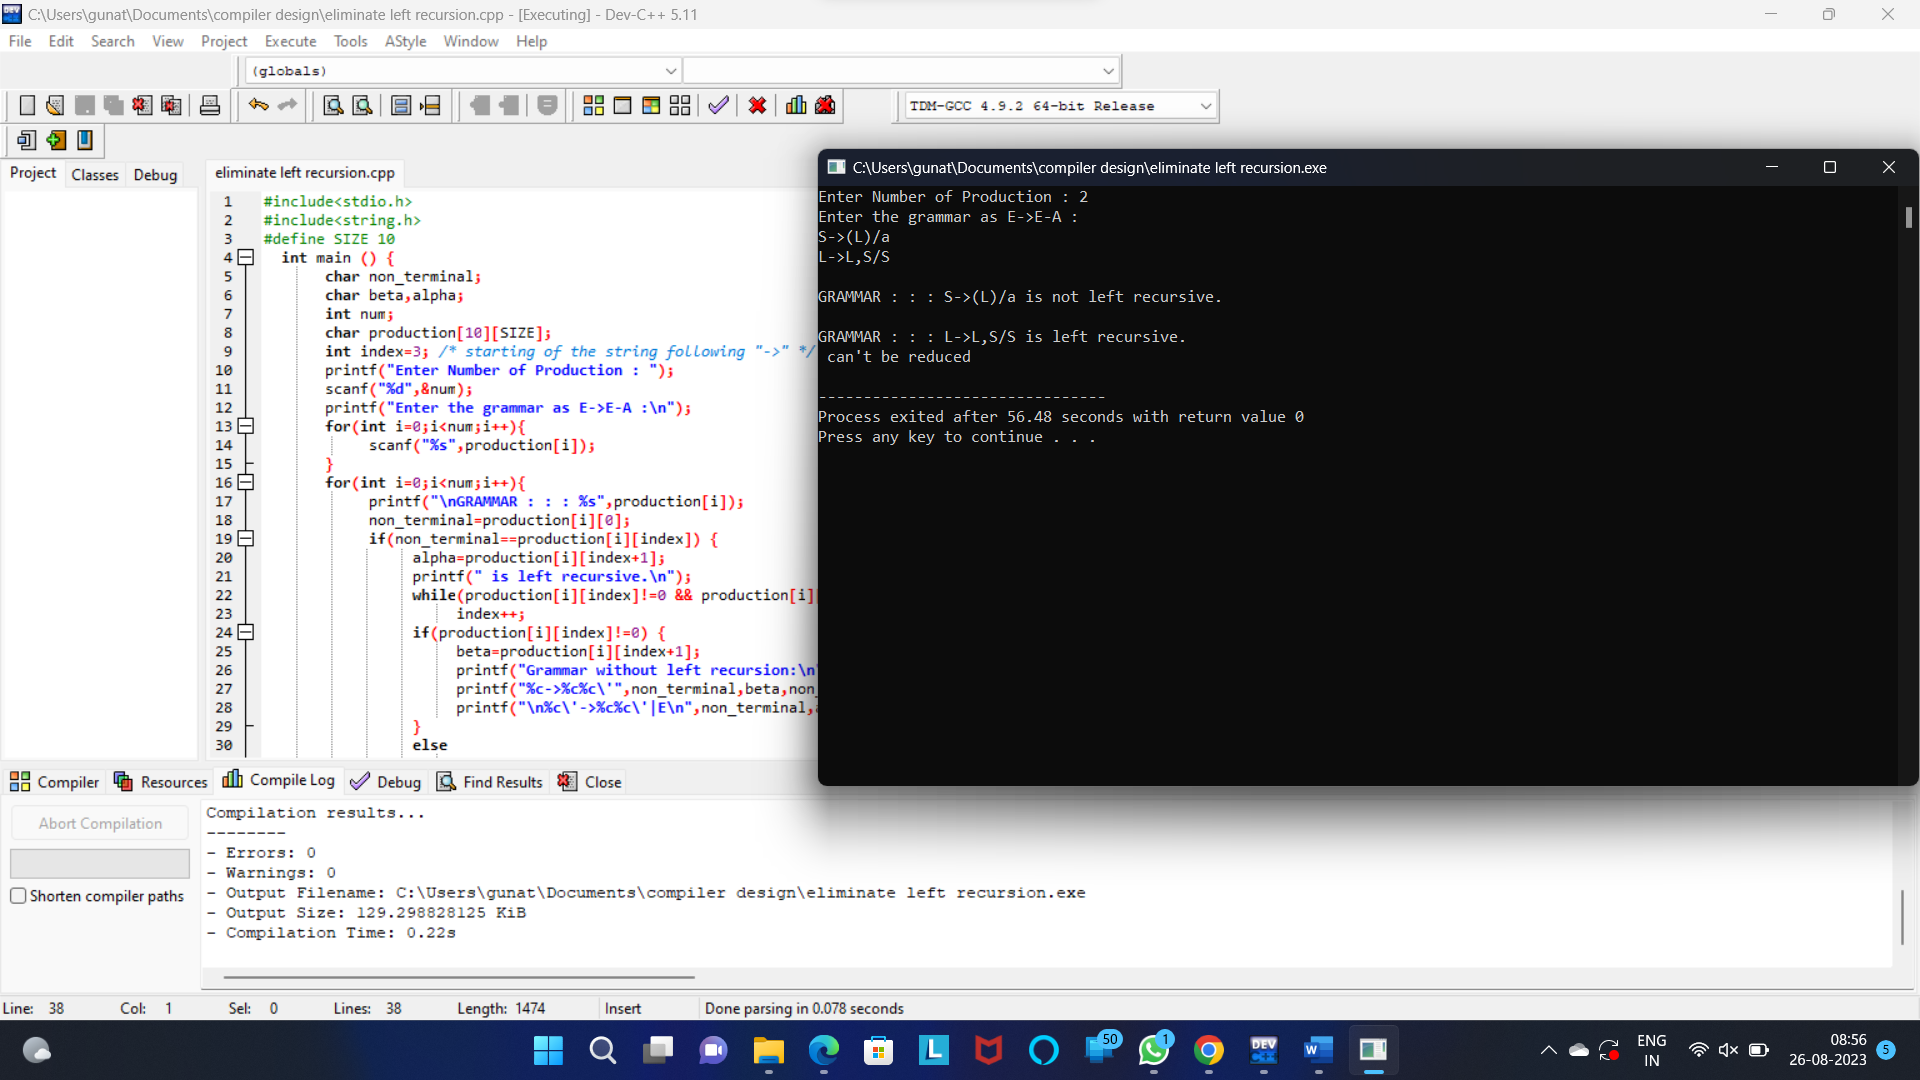 C:\Users\gunat\Documents\compiler design\eliminate left recursion.cpp - [Executing] - Dev-C++ 5.11
File Edit Search View Project Execute Tools AStyle Window Help
(globals)
TDM-GCC 4.9.2 64-bit Release
Project Classes Debug
eliminate left recursion.cpp
1 #include<stdio.h>
2 #include<string.h>
3 #define SIZE 10
4 int main () {
5 char non_terminal;
6 char beta,alpha;
7 int num;
8 char production[10][SIZE];
9 int index=3; /* starting of the string following "->" */
10 printf("Enter Number of Production : ");
11 scanf("%d",&num);
12 printf("Enter the grammar as E->E-A :\n");
13 for(int i=0;i<num;i++){
14 scanf("%s",production[i]);
15 }
16 for(int i=0;i<num;i++){
17 printf("\nGRAMMAR : : : %s",production[i]);
18 non_terminal=production[i][0];
19 if(non_terminal==production[i][index]) {
20 alpha=production[i][index+1];
21 printf(" is left recursive.\n");
22 while(production[i][index]!=0 && production[i]
23 index++;
24 if(production[i][index]!=0) {
25 beta=production[i][index+1];
26 printf("Grammar without left recursion:\n
27 printf("%c->%c%c\'",non_terminal,beta,non_
28 printf("\n%c\'->%c%c\'|E\n",non_terminal,
29 }
30 else
C:\Users\gunat\Documents\compiler design\eliminate left recursion.exe
Enter Number of Production : 2
Enter the grammar as E->E-A :
S->(L)/a
L->L,S/S
GRAMMAR : : : S->(L)/a is not left recursive.
GRAMMAR : : : L->L,S/S is left recursive.
can't be reduced
--------------------------------
Process exited after 56.48 seconds with return value 0
Press any key to continue . . .
Compiler Resources Compile Log Debug Find Results Close
Abort Compilation
Shorten compiler paths
Compilation results...
--------
- Errors: 0
- Warnings: 0
- Output Filename: C:\Users\gunat\Documents\compiler design\eliminate left recursion.exe
- Output Size: 129.298828125 KiB
- Compilation Time: 0.22s
Line: 38 Col: 1 Sel: 0 Lines: 38 Length: 1474 Insert Done parsing in 0.078 seconds
L
50
1
DEV
C++
W
ENG
IN
08:56
26-08-2023
5